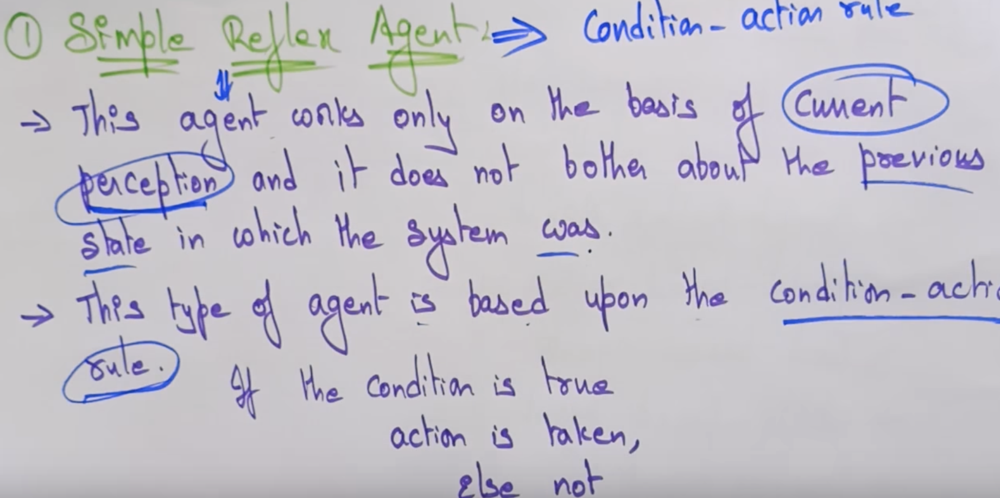 ① Simple Reflex Agent: ⇒ Condition - action rule
→ This agent works only on the basis of current
perception and it does not bother about the previous
state in which the system was.
→ This type of agent is based upon the condition - actio
rule. If the condition is true
action is taken,
else not